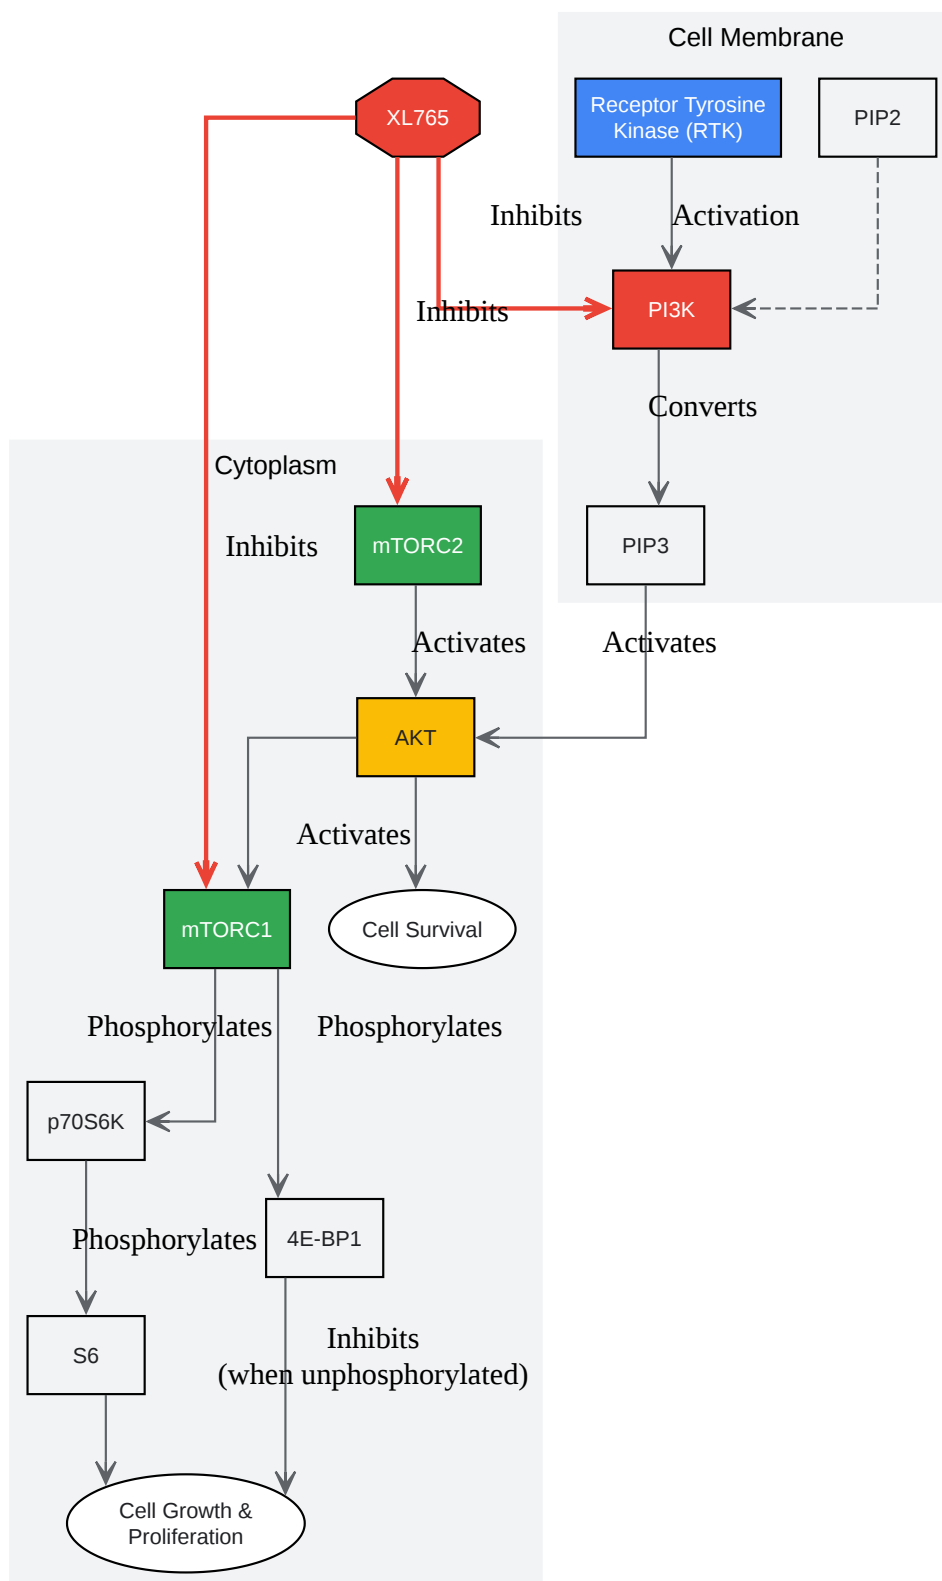 Cell Membrane
XL765
Receptor Tyrosine
Kinase (RTK)
PIP2
Inhibits
Activation
Inhibits
PI3K
Converts
Cytoplasm
Inhibits
mTORC2
PIP3
Activates
Activates
AKT
Activates
mTORC1
Cell Survival
Phosphorylates
Phosphorylates
p70S6K
Phosphorylates
4E-BP1
Inhibits
(when unphosphorylated)
S6
Cell Growth &
Proliferation